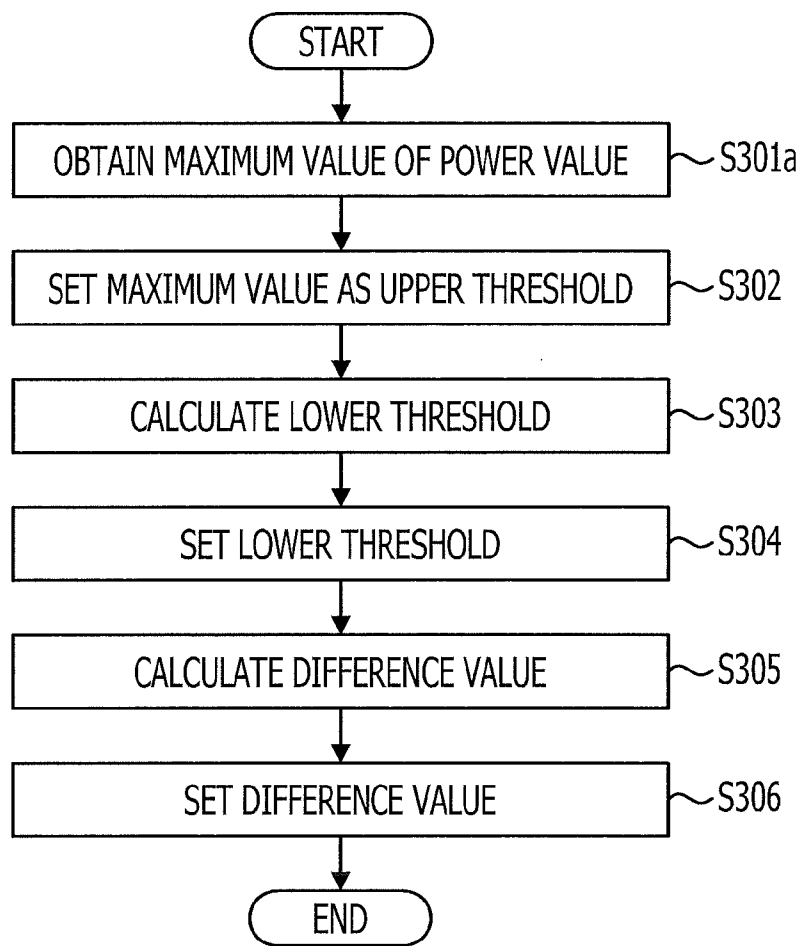 START
OBTAIN MAXIMUM VALUE OF POWER VALUE S301a
SET MAXIMUM VALUE AS UPPER THRESHOLD S302
CALCULATE LOWER THRESHOLD S303
SET LOWER THRESHOLD S304
CALCULATE DIFFERENCE VALUE S305
SET DIFFERENCE VALUE S306
END